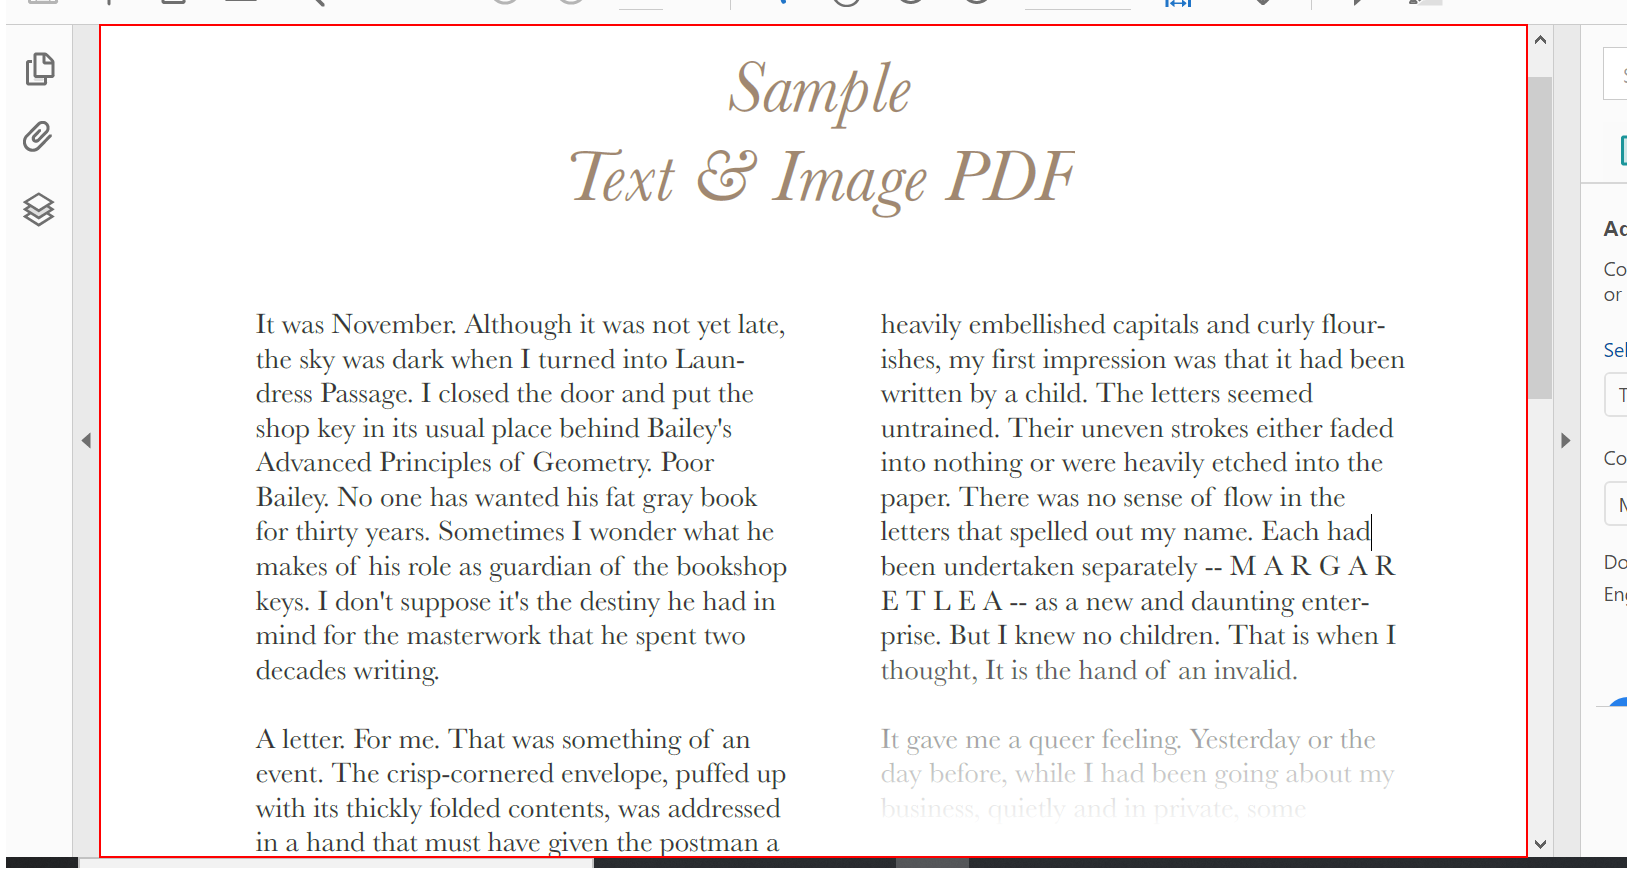 Sample
Text & Image PDF
It was November. Although it was not yet late,
the sky was dark when I turned into Laun-
dress Passage. I closed the door and put the
shop key in its usual place behind Bailey's
Advanced Principles of Geometry. Poor
Bailey. No one has wanted his fat gray book
for thirty years. Sometimes I wonder what he
makes of his role as guardian of the bookshop
keys. I don't suppose it's the destiny he had in
mind for the masterwork that he spent two
decades writing.
A letter. For me. That was something of an
event. The crisp-cornered envelope, puffed up
with its thickly folded contents, was addressed
in a hand that must have given the postman a
heavily embellished capitals and curly flour-
ishes, my first impression was that it had been
written by a child. The letters seemed
untrained. Their uneven strokes either faded
into nothing or were heavily etched into the
paper. There was no sense of flow in the
letters that spelled out my name. Each had
been undertaken separately -- M A R G A R
E T L E A -- as a new and daunting enter-
prise. But I knew no children. That is when I
thought, It is the hand of an invalid.
It gave me a queer feeling. Yesterday or the
day before, while I had been going about my
business, quietly and in private, some
Co
or
Sel
Co
Do